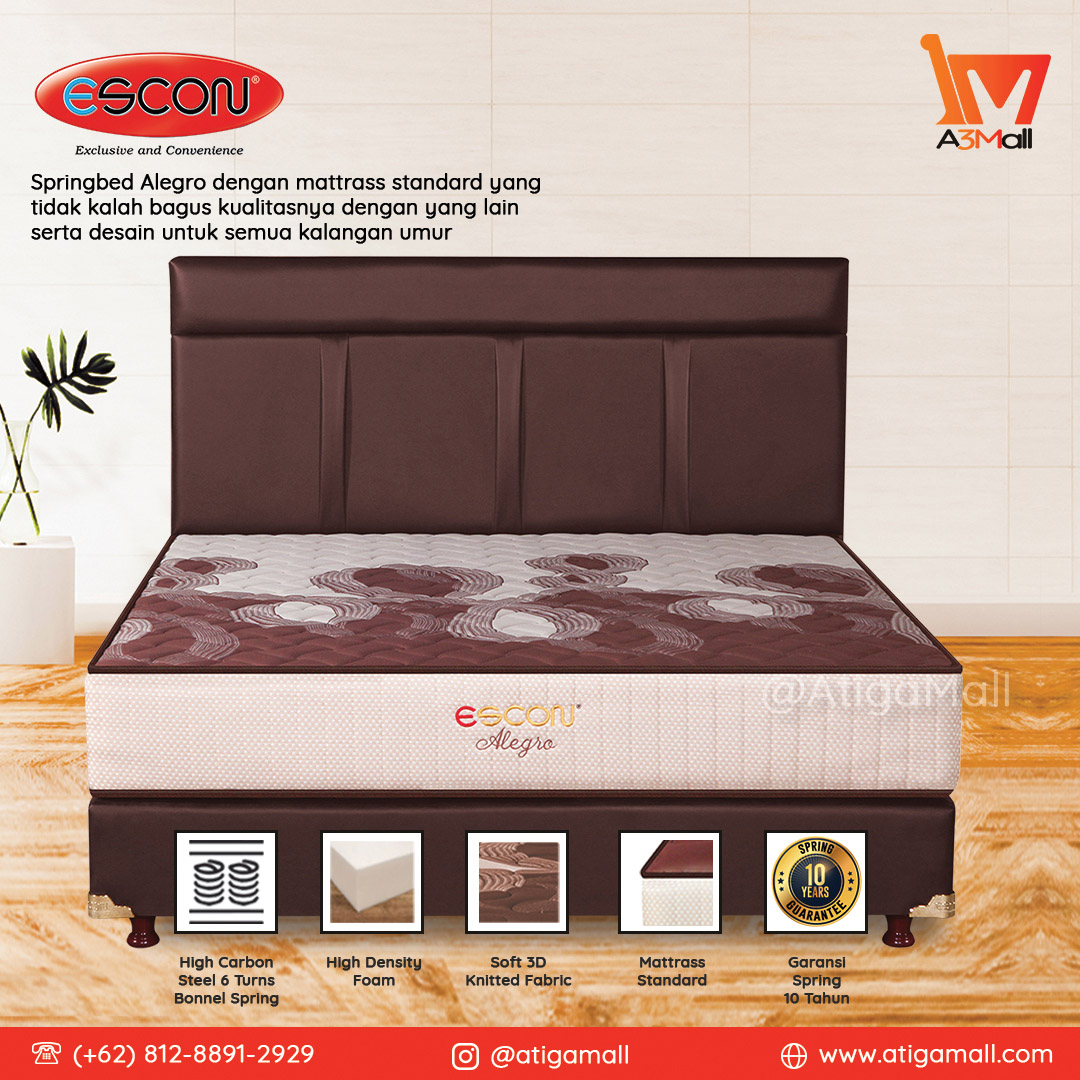 ESCON®
Exclusive and Convenience
A3Mall
Springbed Alegro dengan mattrass standard yang
tidak kalah bagus kualitasnya dengan yang lain
serta desain untuk semua kalangan umur
@AtigaMall
ESCON®
Alegro
SPRING
10
YEARS
GUARANTEE
High Carbon
Steel 6 Turns
Bonnel Spring
High Density
Foam
Soft 3D
Knitted Fabric
Mattrass
Standard
Garansi
Spring
10 Tahun
(+62) 812-8891-2929
@atigamall
www.atigamall.com